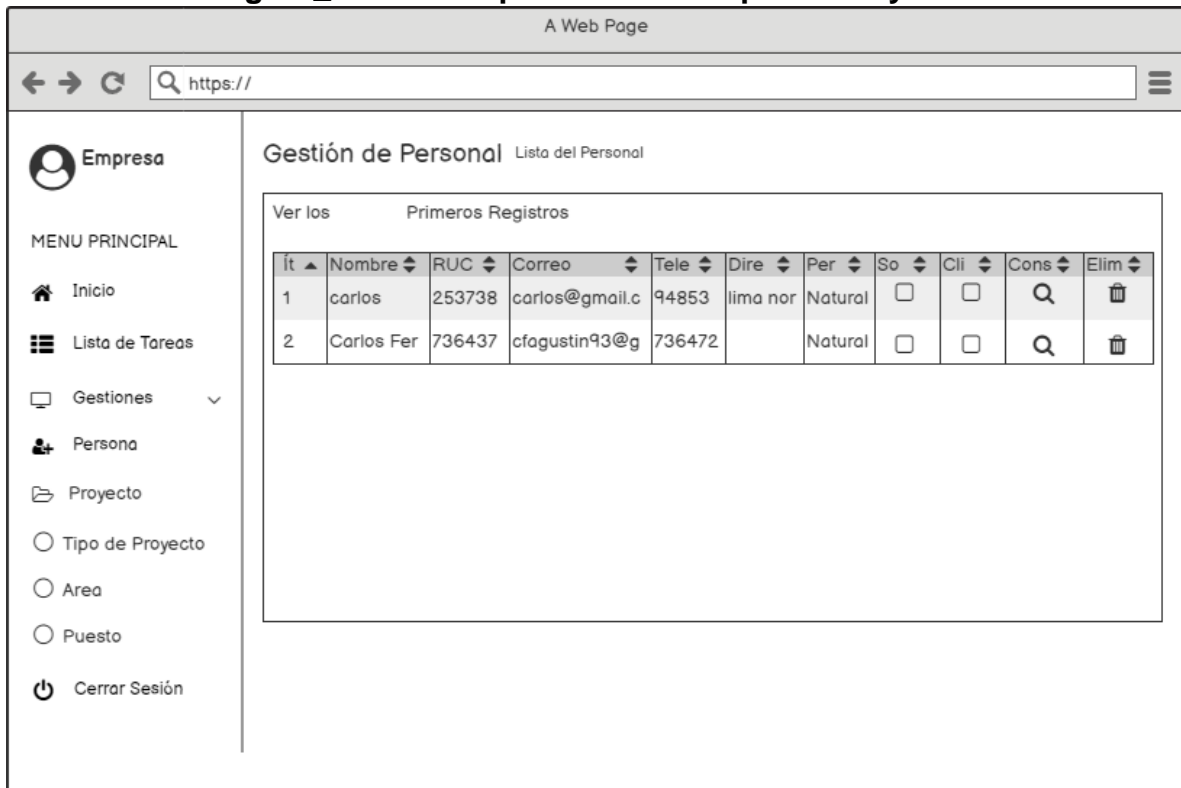 A Web Page
https://
Empresa
MENU PRINCIPAL
Inicio
Lista de Tareas
Gestiones
Persona
Proyecto
Tipo de Proyecto
Area
Puesto
Cerrar Sesión
Gestión de Personal Lista del Personal
Ver los Primeros Registros
Ít Nombre RUC Correo Tele Dire Per So Cli Cons Elim
1 carlos 253738 carlos@gmail.c 94853 lima nor Natural
2 Carlos Fer 736437 cfagustin93@g 736472 Natural